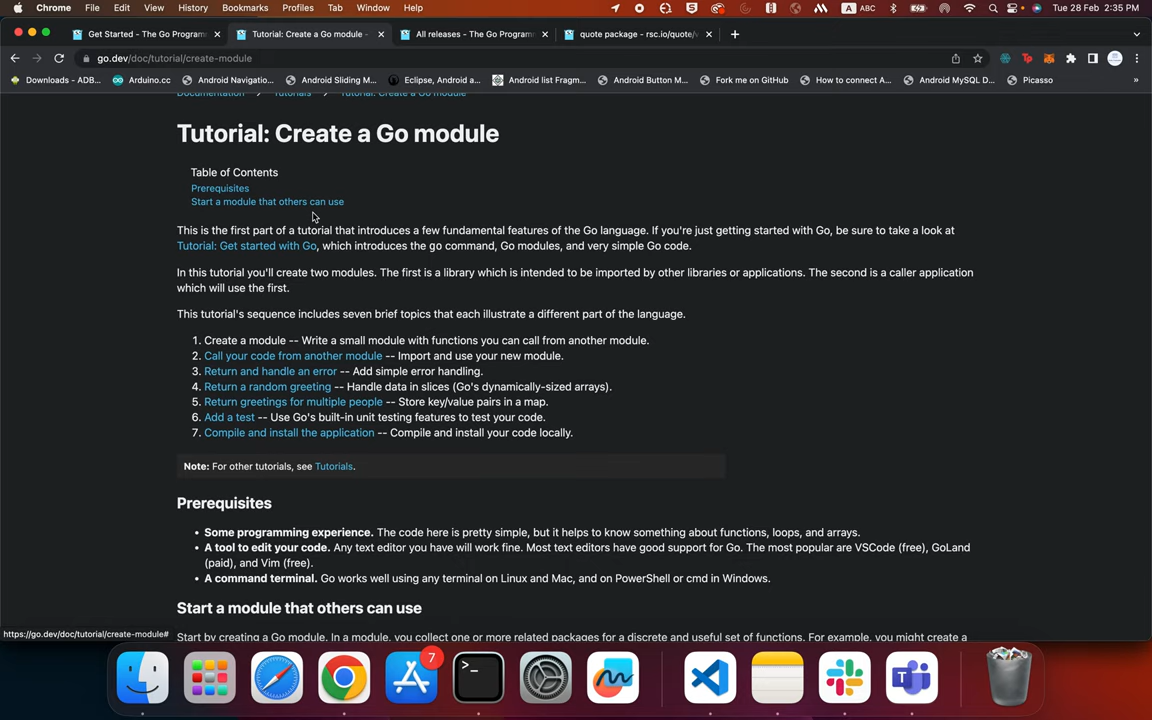 Chrome File Edit View History Bookmarks Profiles Tab Window Help A ABC Tue 28 Feb 2:35 PM
Get Started - The Go Program Tutorial: Create a Go module - All releases - The Go Program quote package - rsc.io/quote/v
go.dev/doc/tutorial/create-module
Downloads - ADB... Arduino.cc Android Navigatio... Android Sliding M... Eclipse, Android a... Android list Fragm... Android Button M... Fork me on GitHub How to connect A... Android MySQL D... Picasso »
Documentation Tutorials Tutorial: Create a Go module
Tutorial: Create a Go module
Table of Contents
Prerequisites
Start a module that others can use
This is the first part of a tutorial that introduces a few fundamental features of the Go language. If you're just getting started with Go, be sure to take a look at
Tutorial: Get started with Go, which introduces the go command, Go modules, and very simple Go code.
In this tutorial you'll create two modules. The first is a library which is intended to be imported by other libraries or applications. The second is a caller application
which will use the first.
This tutorial's sequence includes seven brief topics that each illustrate a different part of the language.
1. Create a module -- Write a small module with functions you can call from another module.
2. Call your code from another module -- Import and use your new module.
3. Return and handle an error -- Add simple error handling.
4. Return a random greeting -- Handle data in slices (Go's dynamically-sized arrays).
5. Return greetings for multiple people -- Store key/value pairs in a map.
6. Add a test -- Use Go's built-in unit testing features to test your code.
7. Compile and install the application -- Compile and install your code locally.
Note: For other tutorials, see Tutorials.
Prerequisites
• Some programming experience. The code here is pretty simple, but it helps to know something about functions, loops, and arrays.
• A tool to edit your code. Any text editor you have will work fine. Most text editors have good support for Go. The most popular are VSCode (free), GoLand
(paid), and Vim (free).
• A command terminal. Go works well using any terminal on Linux and Mac, and on PowerShell or cmd in Windows.
Start a module that others can use
https://go.dev/doc/tutorial/create-module#
Start by creating a Go module. In a module, you collect one or more related packages for a discrete and useful set of functions. For example, you might create a
7